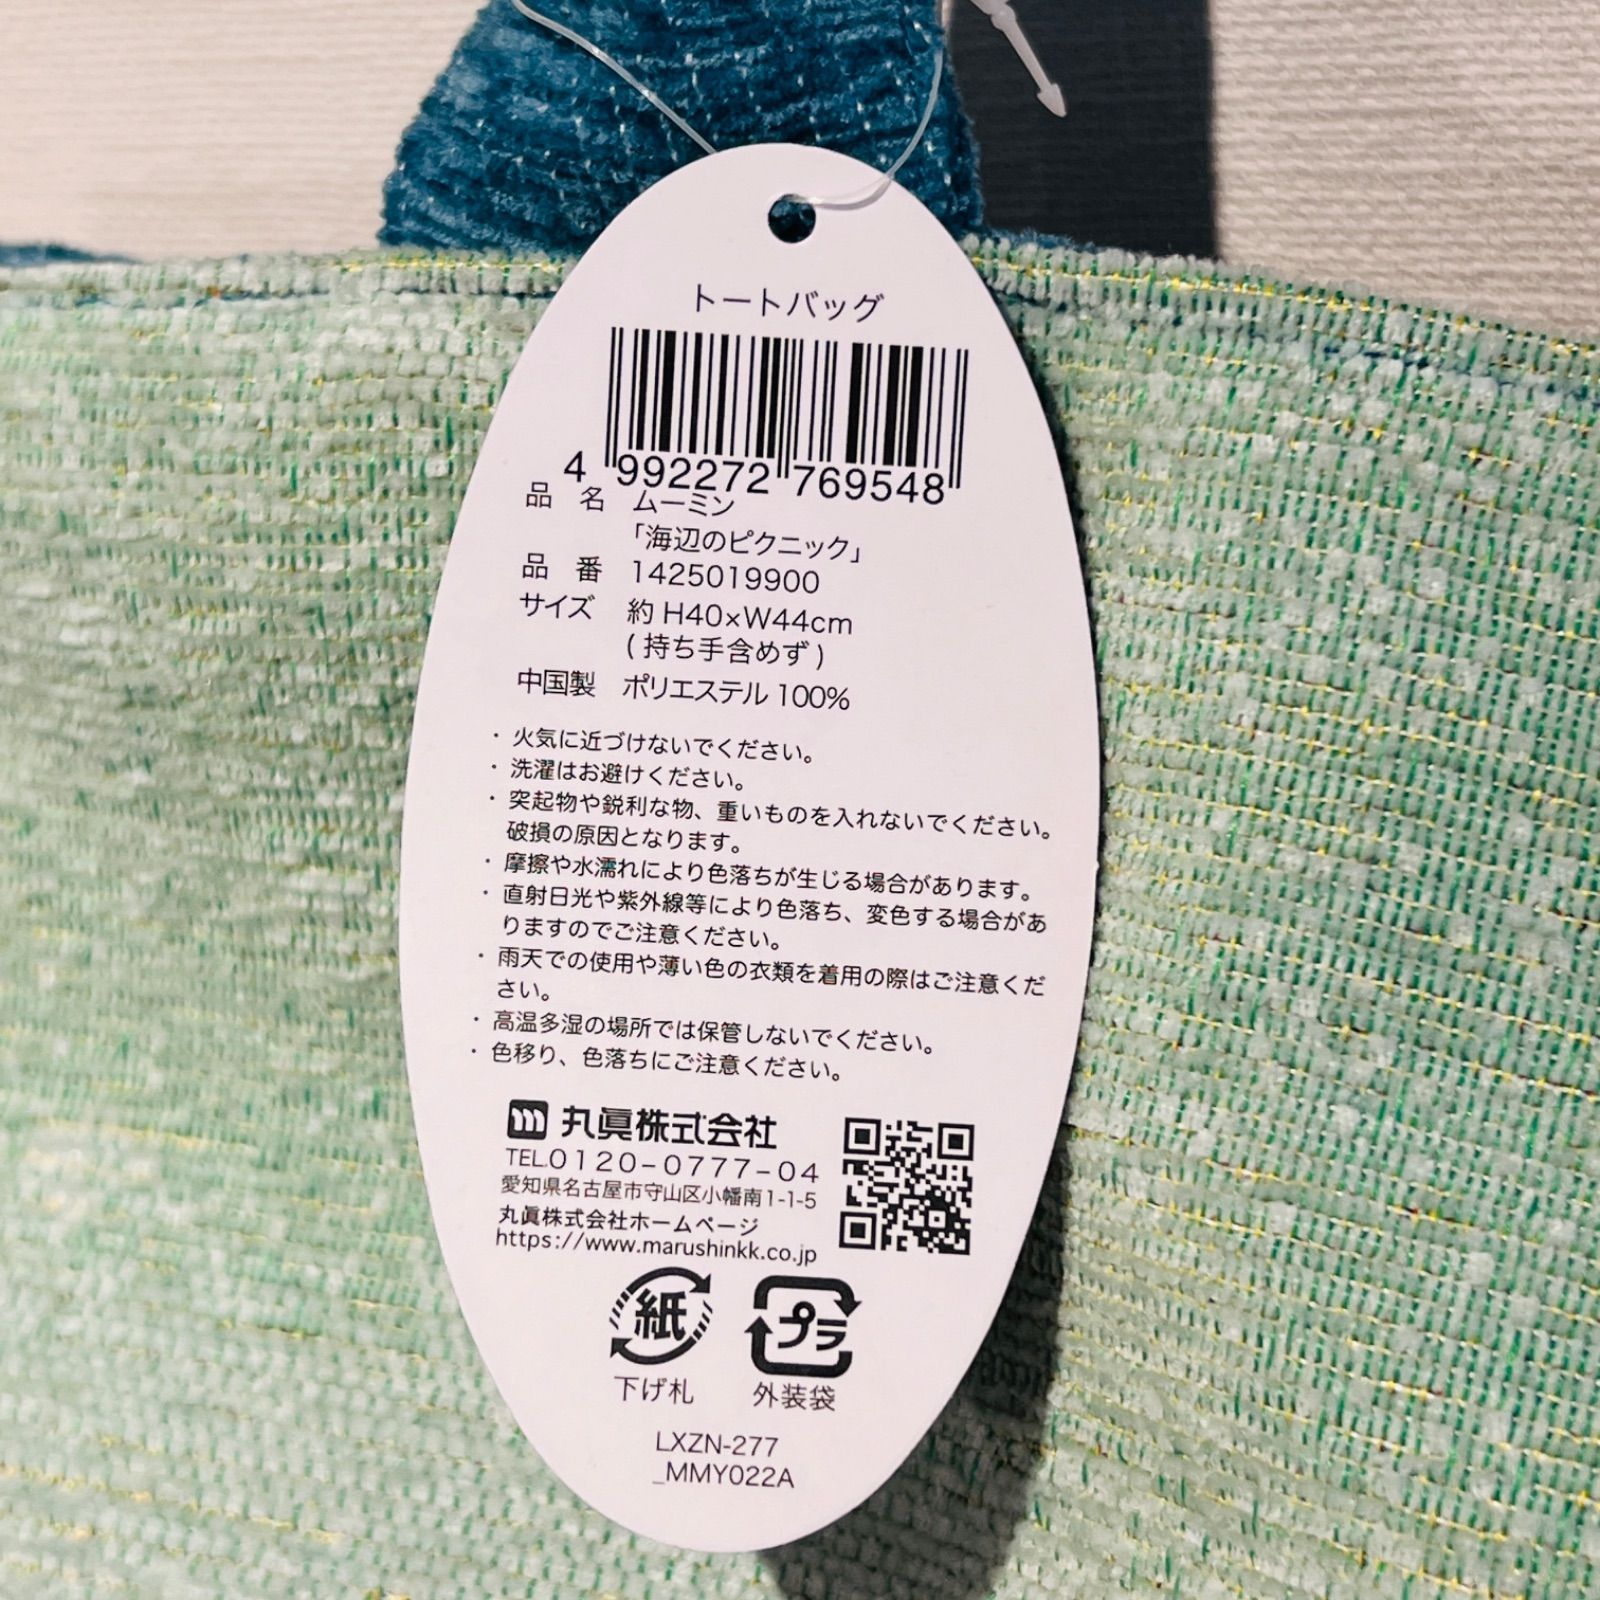 トートバッグ
4 992272 769548
品 名 ムーミン
「海辺のピクニック」
品 番 1425019900
サイズ 約 H40×W44cm
( 持ち手含めず )
中国製 ポリエステル 100%
・火気に近づけないでください。
・洗濯はお避けください。
・突起物や鋭利な物、重いものを入れないでください。
破損の原因となります。
・摩擦や水濡れにより色落ちが生じる場合があります。
・直射日光や紫外線等により色落ち、変色する場合があ
りますのでご注意ください。
・雨天での使用や薄い色の衣類を着用の際はご注意くだ
さい。
・高温多湿の場所では保管しないでください。
・色移り、色落ちにご注意ください。
丸眞株式会社
TEL.0120-0777-04
愛知県名古屋市守山区小幡南1-1-5
丸眞株式会社ホームページ
https://www.marushinkk.co.jp
紙 プラ
下げ札 外装袋
LXZN-277
_MMY022A